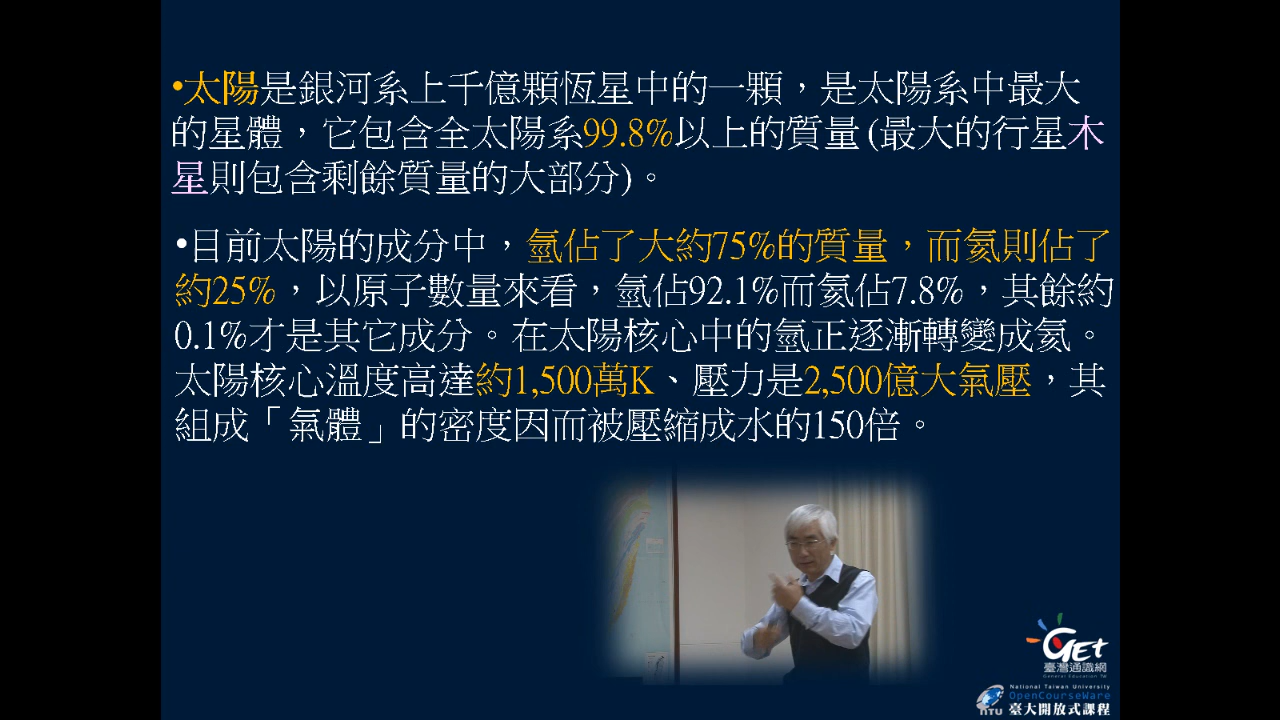 •太陽是銀河系上千億顆恆星中的一顆，是太陽系中最大
的星體，它包含全太陽系99.8%以上的質量(最大的行星木
星則包含剩餘質量的大部分)。
•目前太陽的成分中，氫佔了大約75%的質量，而氦則佔了
約25%，以原子數量來看，氫佔92.1%而氦佔7.8%，其餘約
0.1%才是其它成分。在太陽核心中的氫正逐漸轉變成氦。
太陽核心溫度高達約1,500萬K、壓力是2,500億大氣壓，其
組成「氣體」的密度因而被壓縮成水的150倍。
GET
臺灣通識網
General Education TW
National Taiwan University
OpenCourseWare
NTU 臺大開放式課程